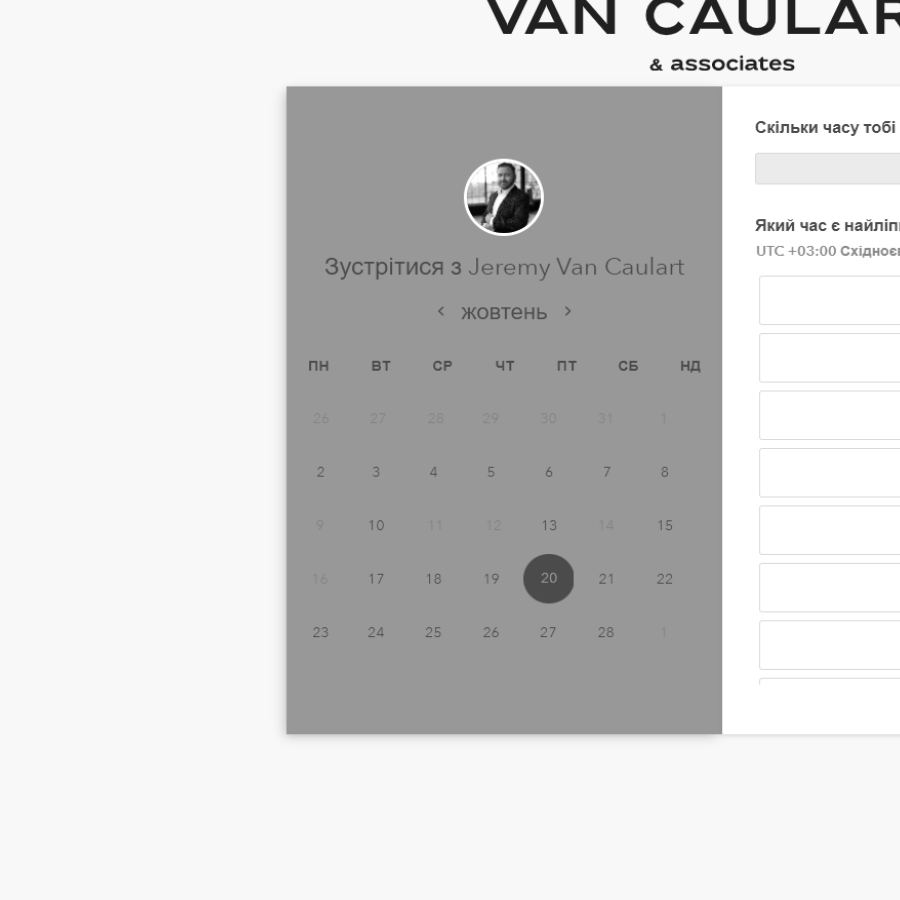 VAN CAULAR
& associates
Зустрітися з Jeremy Van Caulart
жовтень
ПН ВТ СР ЧТ ПТ СБ НД
26 27 28 29 30 31 1
2 3 4 5 6 7 8
9 10 11 12 13 14 15
16 17 18 19 20 21 22
23 24 25 26 27 28 1
Скільки часу тобі
Який час є найліп
UTC +03:00 Східноє